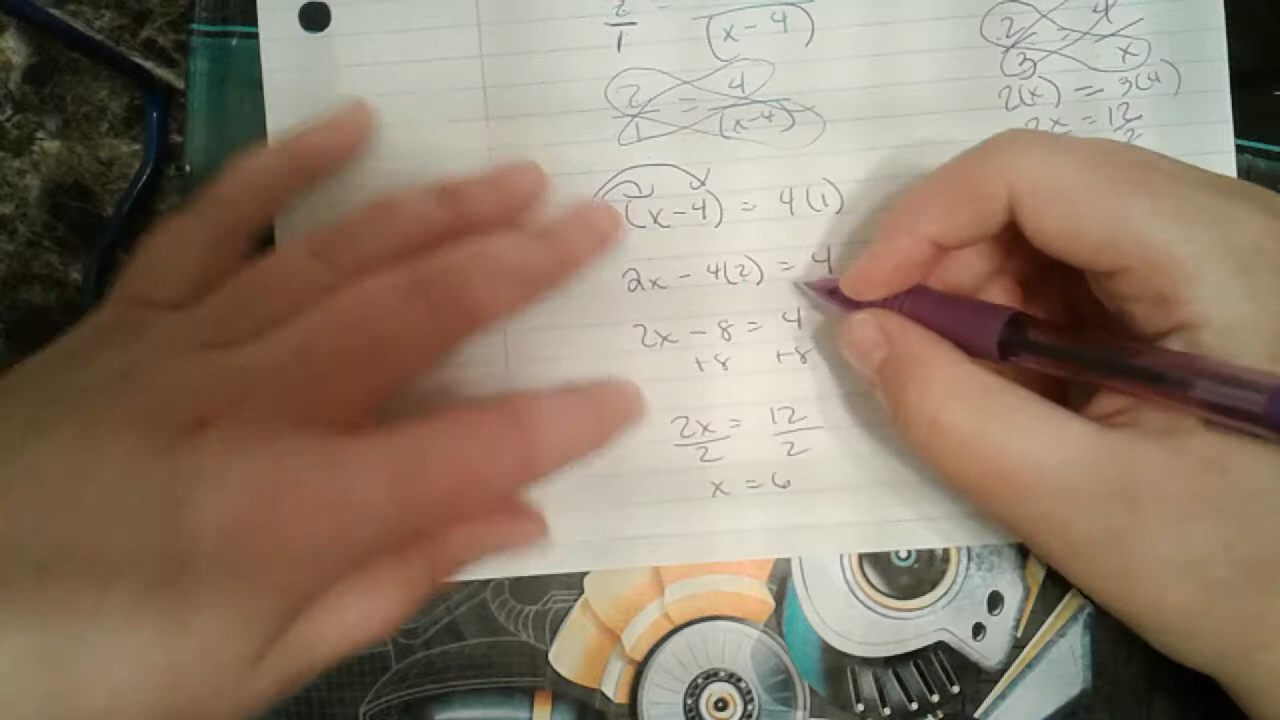 2/1 = (x-4)
2/1 = 4/(x-4)
(x-4) = 4(1)
2x - 4(2) = 4
2x - 8 = 4
+8 +8
2x/2 = 12/2
x = 6
2/3 = 4/x
2(x) = 3(4)
2x = 12
2